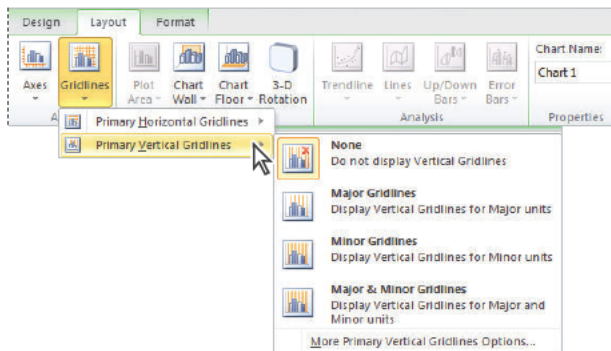 Design Layout Format
Axes Gridlines Plot Area Chart Wall Chart Floor 3-D Rotation Trendline Lines Up/Down Bars Error Bars
Chart Name:
Chart 1
A Analysis Properties
Primary Horizontal Gridlines
Primary Vertical Gridlines
None
Do not display Vertical Gridlines
Major Gridlines
Display Vertical Gridlines for Major units
Minor Gridlines
Display Vertical Gridlines for Minor units
Major & Minor Gridlines
Display Vertical Gridlines for Major and
Minor units
More Primary Vertical Gridlines Options...